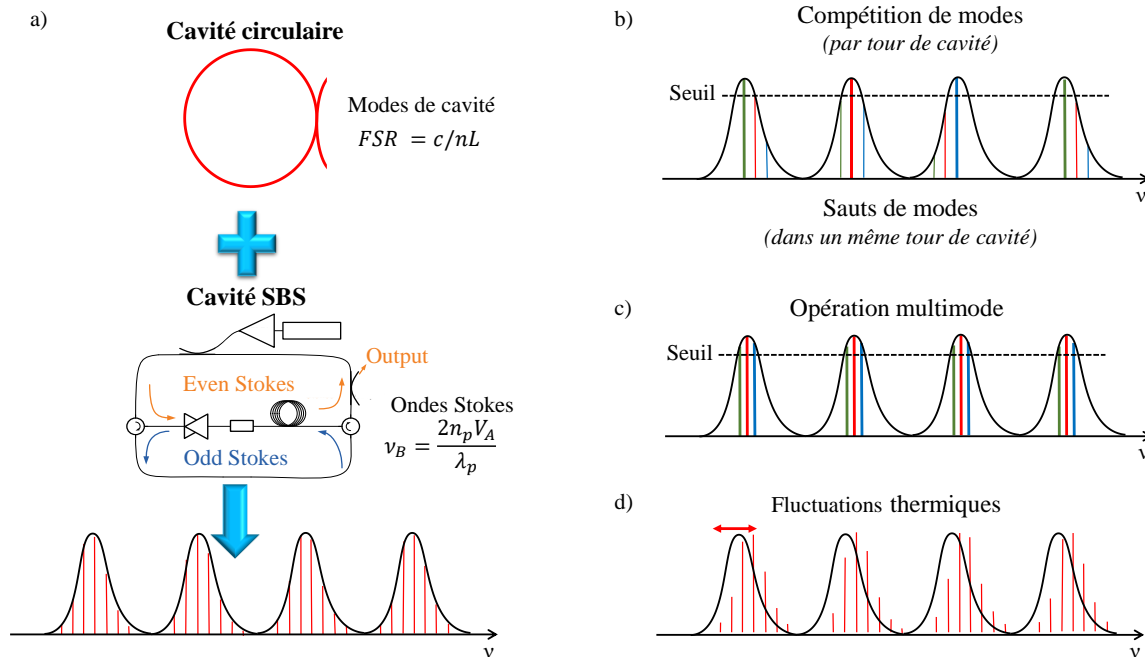 a)
Cavité circulaire
Modes de cavité
FSR = c/nL
Cavité SBS
Output
Even Stokes
Ondes Stokes
ν_B = 2n_pV_A / λ_p
Odd Stokes
ν
b)
Compétition de modes
(par tour de cavité)
Seuil
ν
Sauts de modes
(dans un même tour de cavité)
c)
Opération multimode
Seuil
ν
d)
Fluctuations thermiques
ν